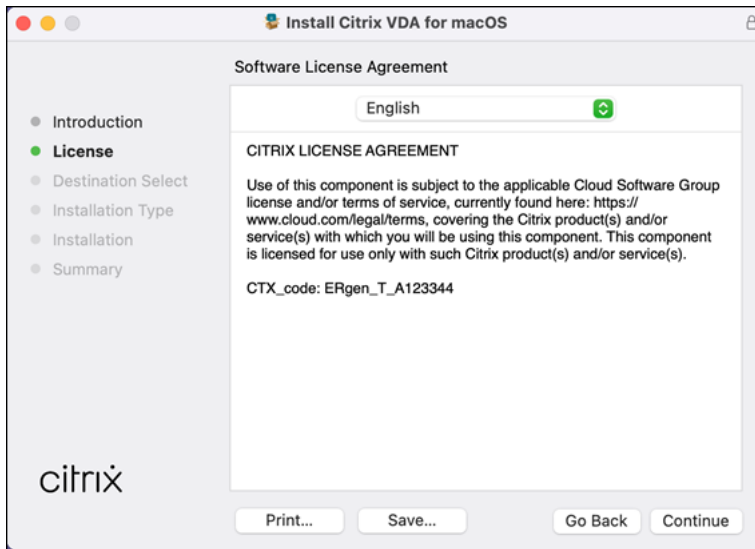 Install Citrix VDA for macOS
Software License Agreement
Introduction
License
Destination Select
Installation Type
Installation
Summary
citrix
English
CITRIX LICENSE AGREEMENT
Use of this component is subject to the applicable Cloud Software Group
license and/or terms of service, currently found here: https://
www.cloud.com/legal/terms, covering the Citrix product(s) and/or
service(s) with which you will be using this component. This component
is licensed for use only with such Citrix product(s) and/or service(s).
CTX_code: ERgen_T_A123344
Print...
Save...
Go Back
Continue